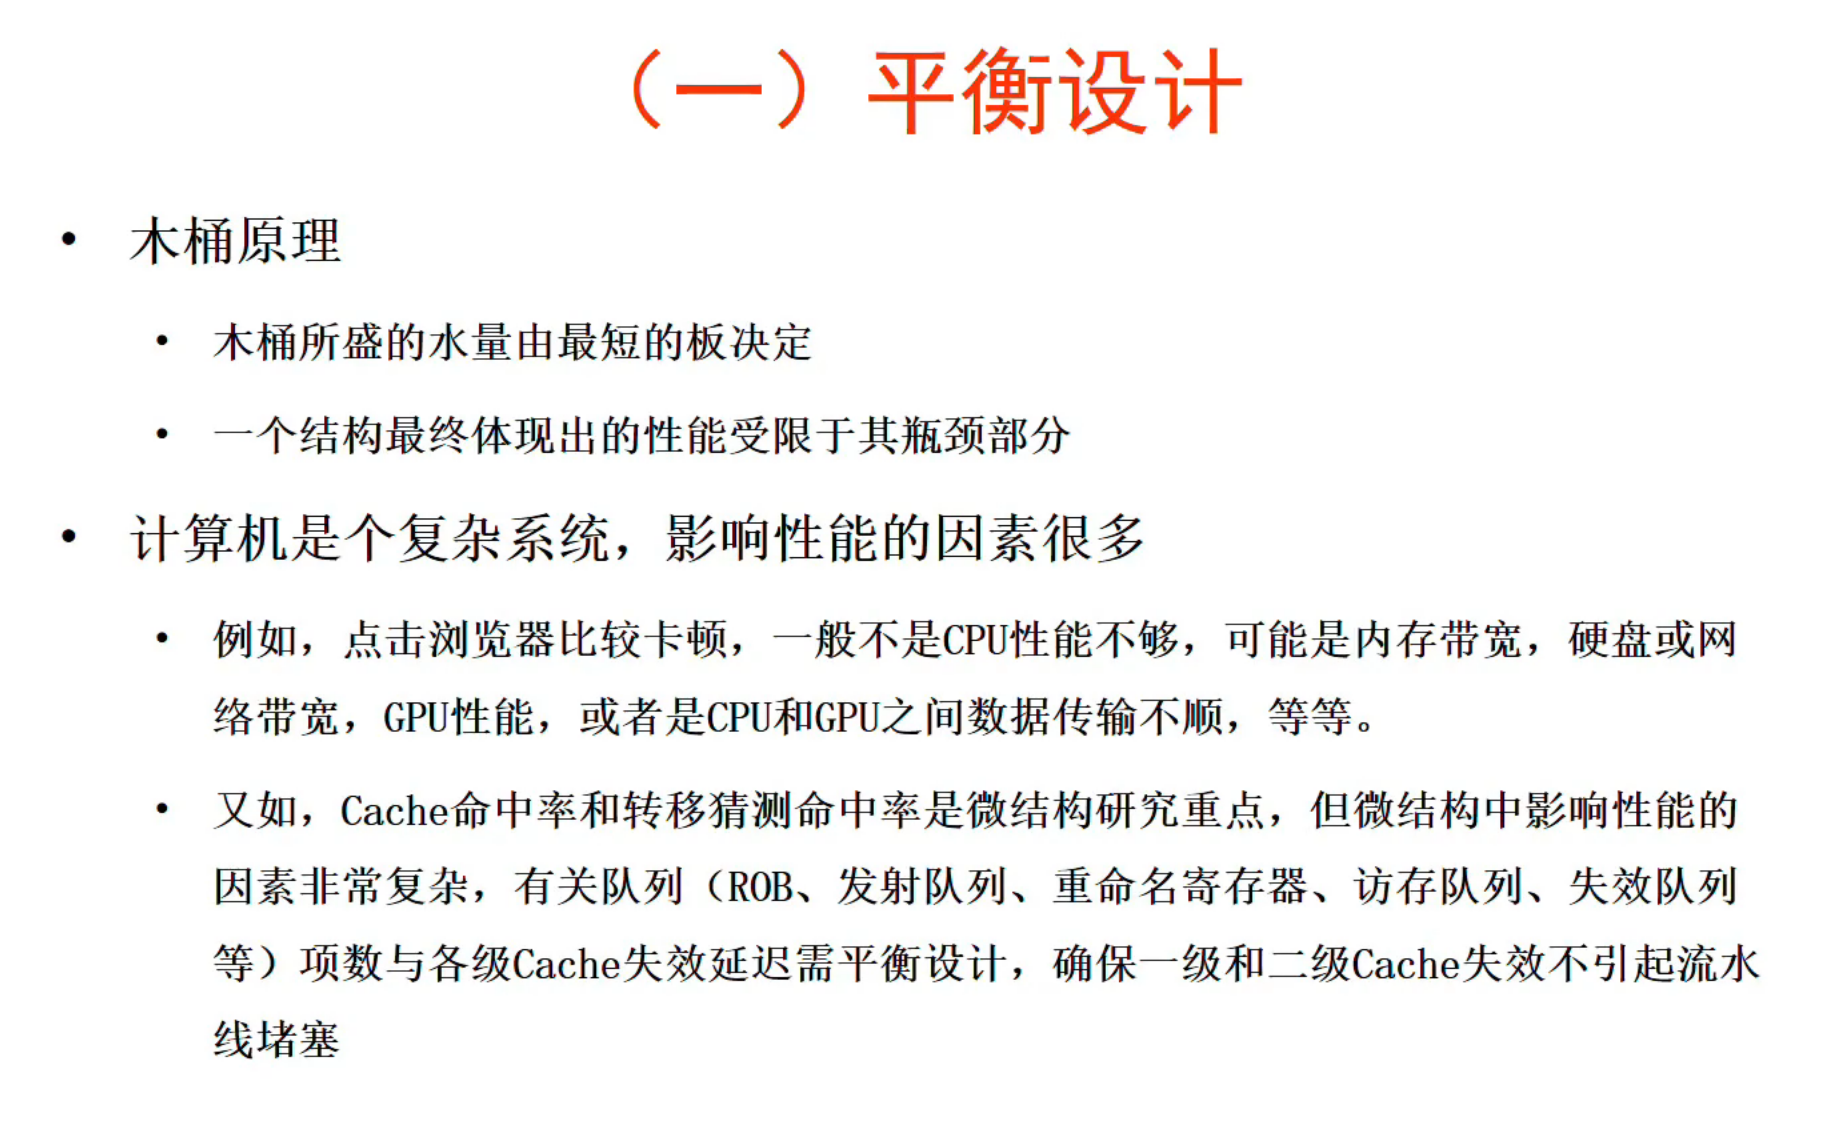 （一）平衡设计
• 木桶原理
• 木桶所盛的水量由最短的板决定
• 一个结构最终体现出的性能受限于其瓶颈部分
• 计算机是个复杂系统，影响性能的因素很多
• 例如，点击浏览器比较卡顿，一般不是CPU性能不够，可能是内存带宽，硬盘或网
络带宽，GPU性能，或者是CPU和GPU之间数据传输不顺，等等。
• 又如，Cache命中率和转移猜测命中率是微结构研究重点，但微结构中影响性能的
因素非常复杂，有关队列（ROB、发射队列、重命名寄存器、访存队列、失效队列
等）项数与各级Cache失效延迟需平衡设计，确保一级和二级Cache失效不引起流水
线堵塞